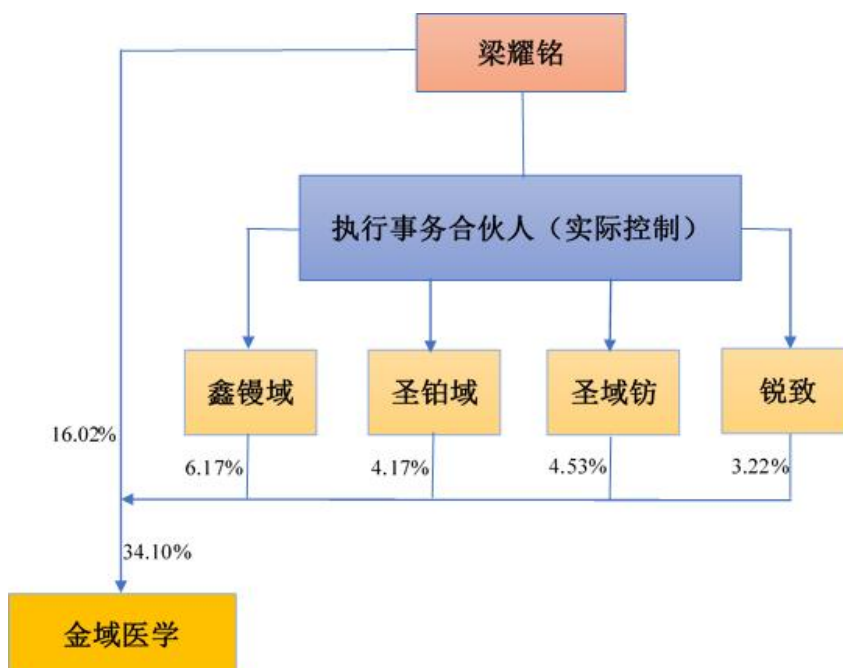 梁耀铭
执行事务合伙人（实际控制）
鑫镘域
圣铂域
圣域钫
锐致
16.02%
6.17%
4.17%
4.53%
3.22%
34.10%
金域医学